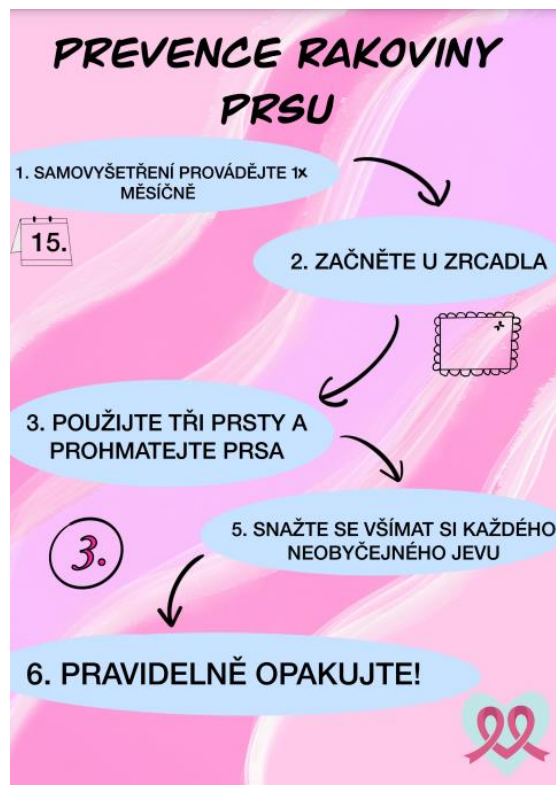 PREVENCE RAKOVINY
PRSU
1. SAMOVYŠETŘENÍ PROVÁDĚJTE 1x
MĚSÍČNĚ
15.
2. ZAČNĚTE U ZRCADLA
3. POUŽIJTE TŘI PRSTY A
PROHMATEJTE PRSA
5. SNAŽTE SE VŠÍMAT SI KAŽDÉHO
NEOBYČEJNÉHO JEVU
3.
6. PRAVIDELNĚ OPAKUJTE!